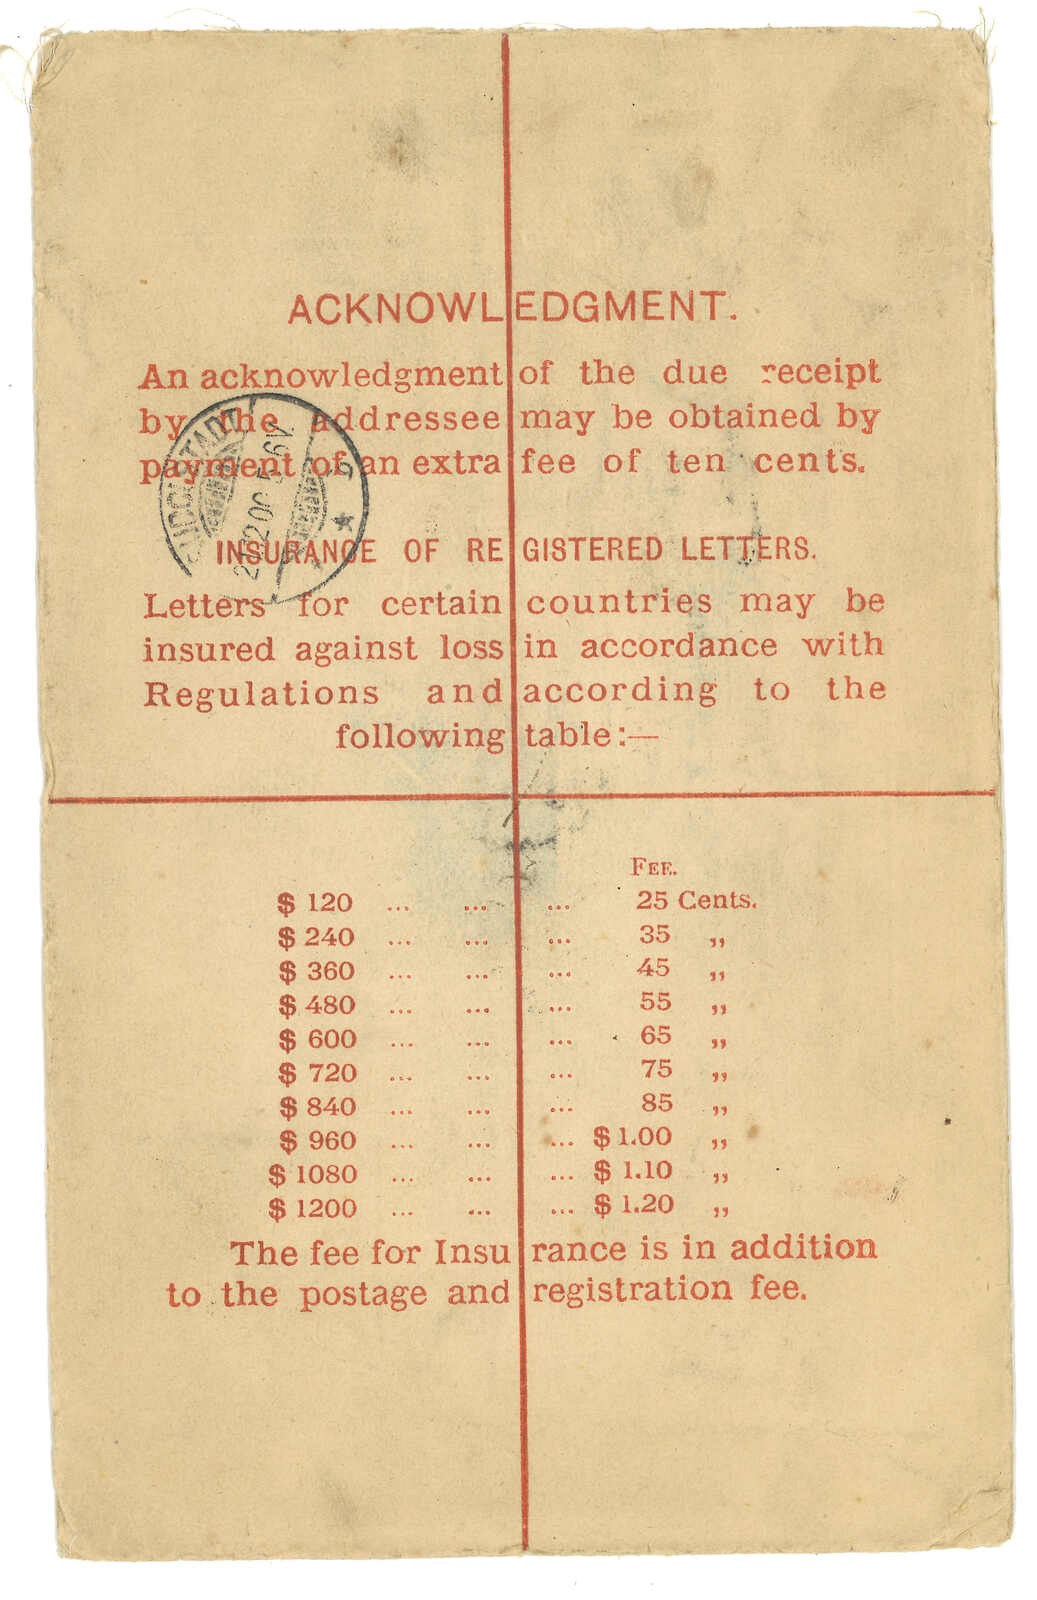 ACKNOWLEDGMENT.
An acknowledgment of the due receipt
by the addressee may be obtained by
payment of an extra fee of ten cents.
INSURANCE OF REGISTERED LETTERS.
Letters for certain countries may be
insured against loss in accordance with
Regulations and according to the
following table:—
FEE.
$ 120 ... ... ... 25 Cents.
$ 240 ... ... ... 35 „
$ 360 ... ... ... 45 „
$ 480 ... ... ... 55 „
$ 600 ... ... ... 65 „
$ 720 ... ... ... 75 „
$ 840 ... ... ... 85 „
$ 960 ... ... ... $ 1.00 „
$ 1080 ... ... ... $ 1.10 „
$ 1200 ... ... ... $ 1.20 „
The fee for Insurance is in addition
to the postage and registration fee.